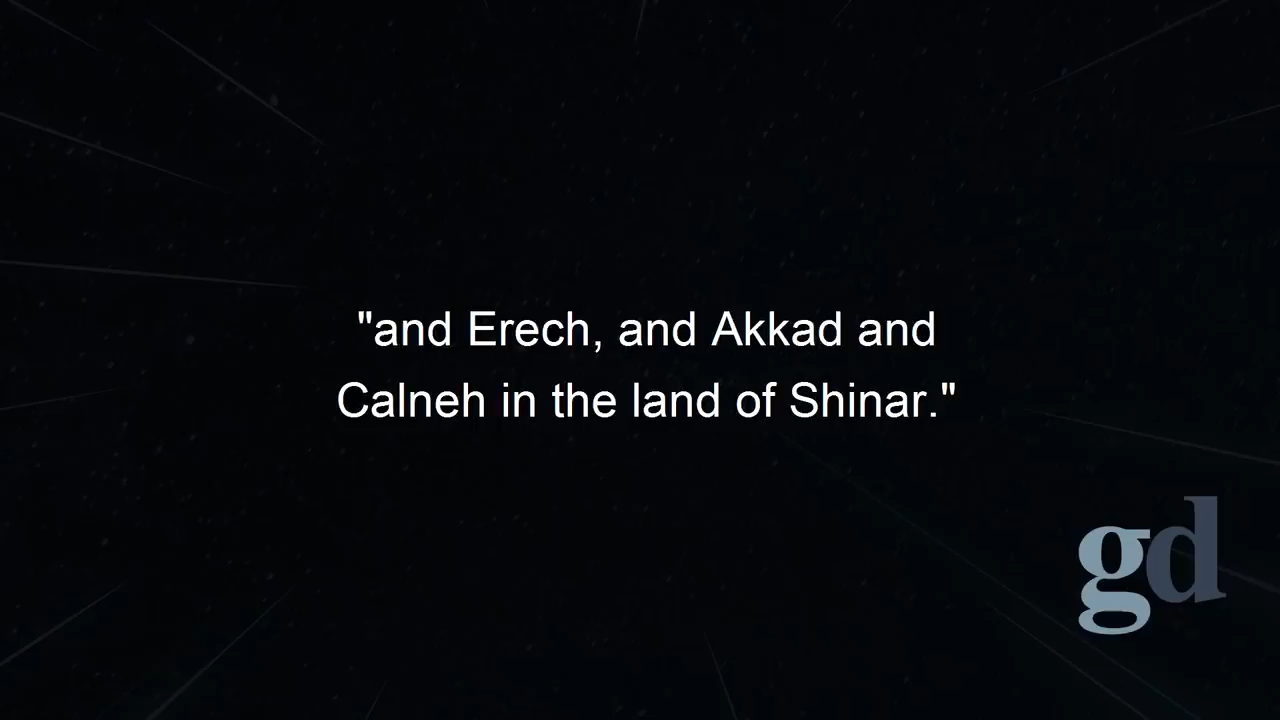 "and Erech, and Akkad and
Calneh in the land of Shinar."
gd